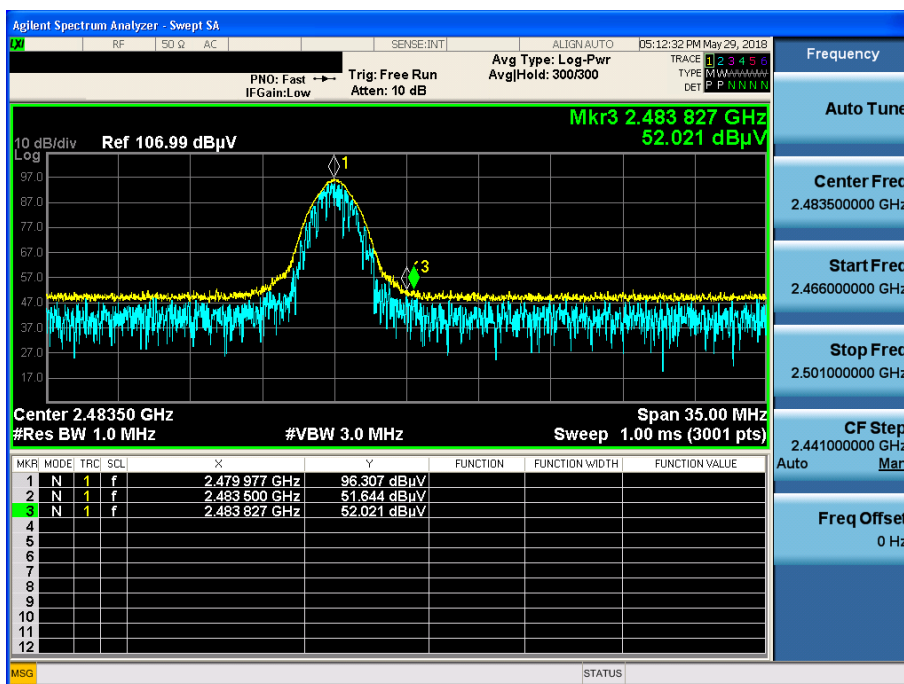 Agilent Spectrum Analyzer - Swept SA
LXI RF 50 Ω AC SENSE:INT ALIGN AUTO 05:12:32 PM May 29, 2018
Frequency
PNO: Fast
IFGain:Low
Trig: Free Run
Atten: 10 dB
Avg Type: Log-Pwr
Avg|Hold: 300/300
TRACE 1 2 3 4 5 6
TYPE M W W W W W
DET P P N N N N
Auto Tune
Mkr3 2.483 827 GHz
52.021 dBµV
10 dB/div Ref 106.99 dBµV
Log
97.0
87.0
77.0
67.0
57.0
47.0
37.0
27.0
17.0
1
3
Center Freq
2.483500000 GHz
Start Freq
2.466000000 GHz
Stop Freq
2.501000000 GHz
Center 2.48350 GHz Span 35.00 MHz
#Res BW 1.0 MHz #VBW 3.0 MHz Sweep 1.00 ms (3001 pts)
CF Step
2.441000000 GHz
Auto Man
Freq Offset
0 Hz
MKR MODE TRC SCL X Y FUNCTION FUNCTION WIDTH FUNCTION VALUE
1 N 1 f 2.479 977 GHz 96.307 dBµV
2 N 1 f 2.483 500 GHz 51.644 dBµV
3 N 1 f 2.483 827 GHz 52.021 dBµV
4
5
6
7
8
9
10
11
12
MSG STATUS